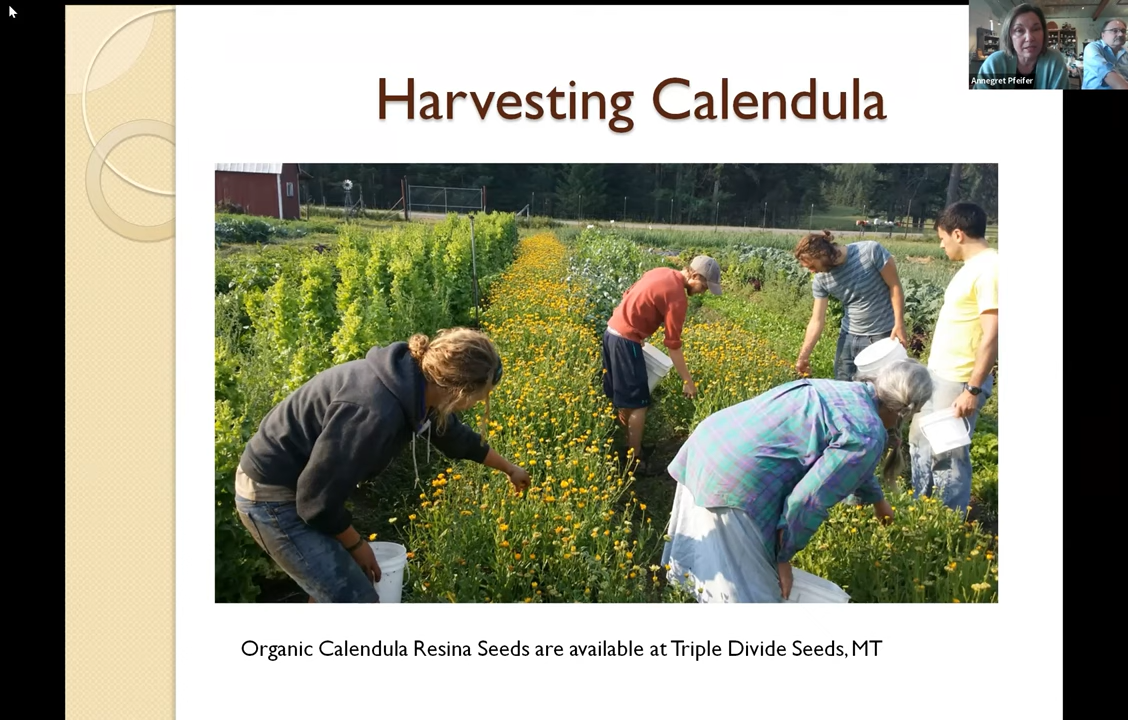 Annegret Pfeifer
Harvesting Calendula
Organic Calendula Resina Seeds are available at Triple Divide Seeds, MT